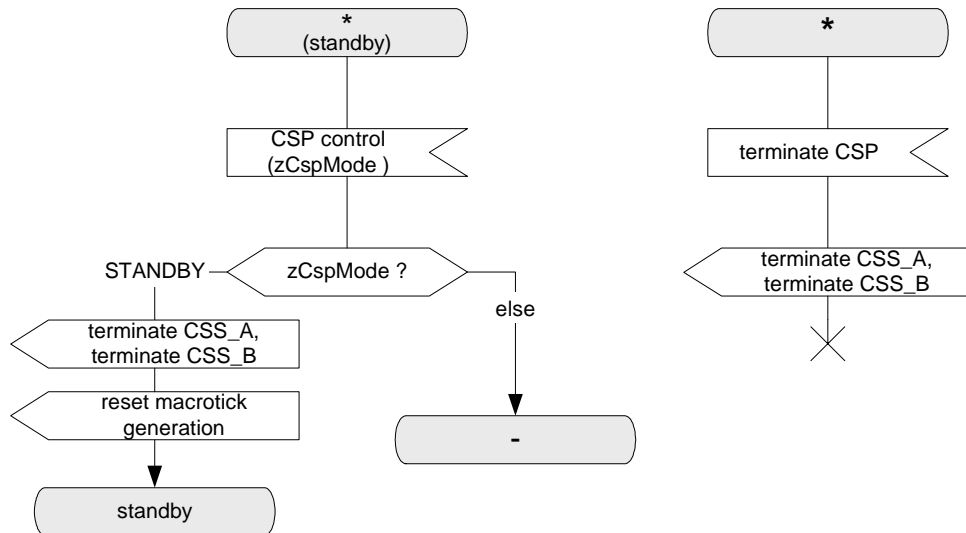 *
(standby)
CSP control
(zCspMode )
zCspMode ?
STANDBY
else
terminate CSS_A,
terminate CSS_B
reset macrotick
generation
standby
-
*
terminate CSP
terminate CSS_A,
terminate CSS_B